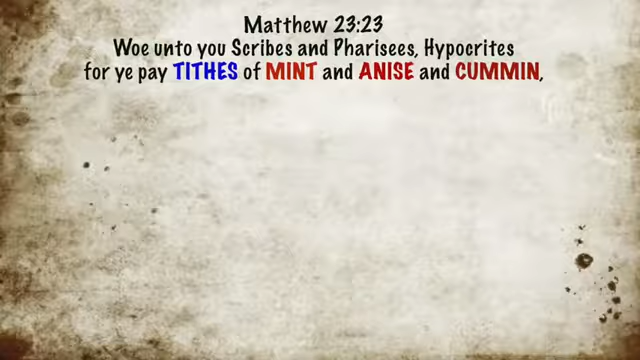 Matthew 23:23
Woe unto you Scribes and Pharisees, Hypocrites
for ye pay TITHES of MINT and ANISE and CUMMIN,